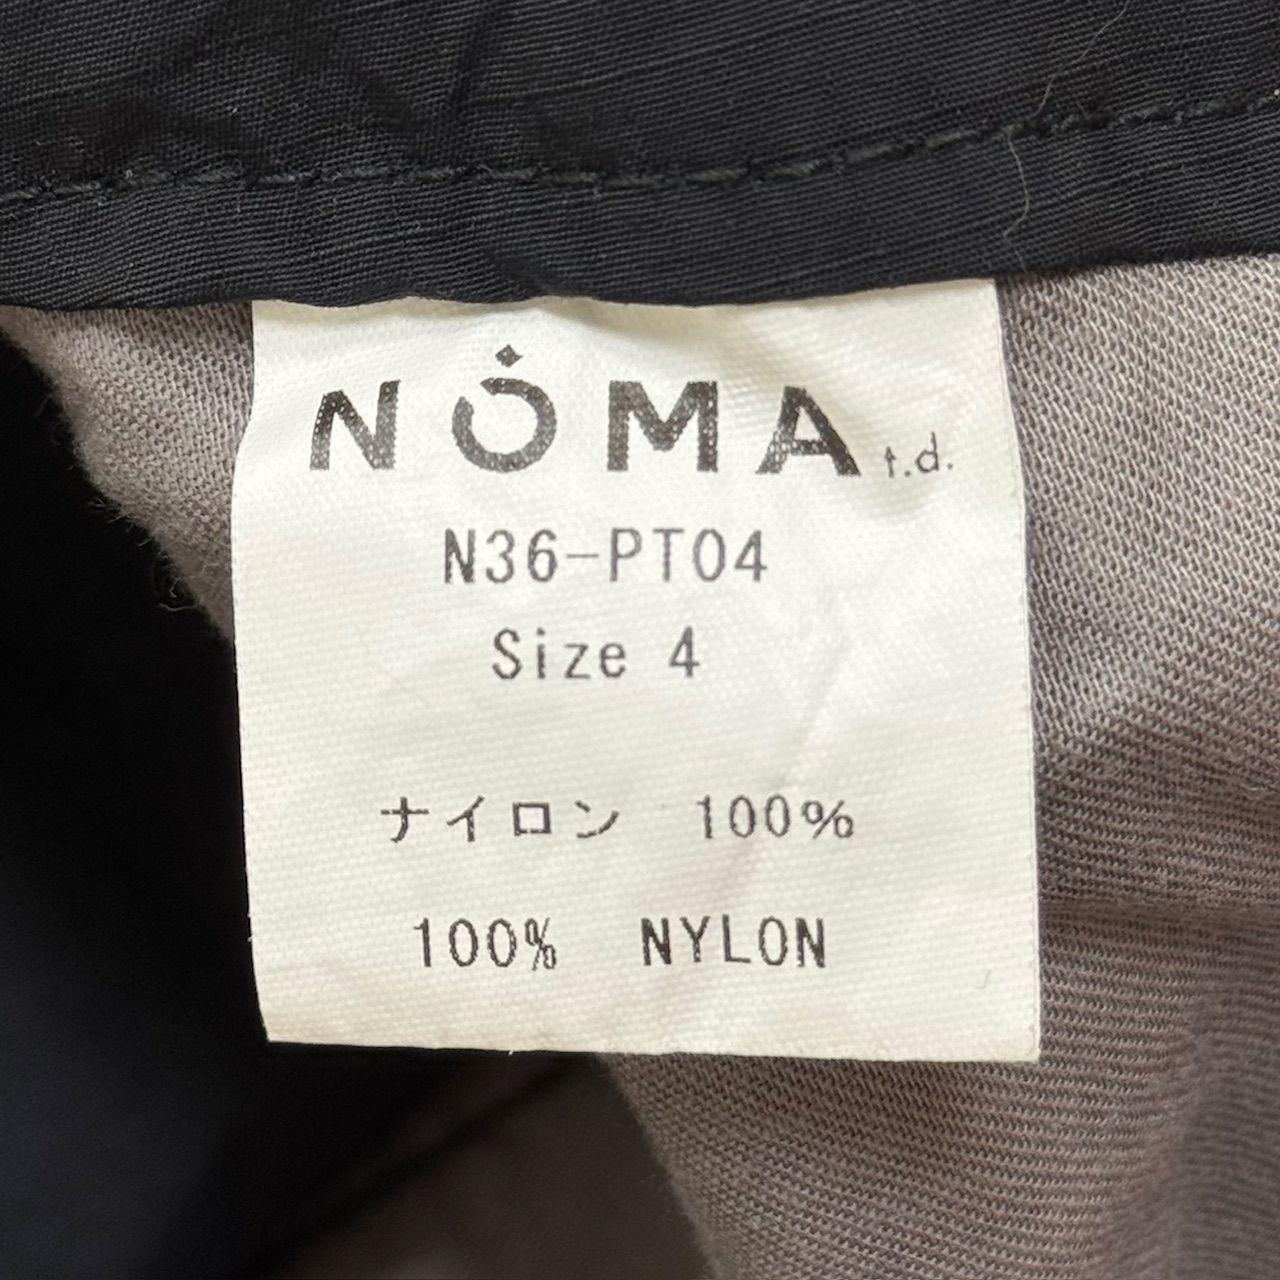 NOMA t.d.
N36-PT04
Size 4
ナイロン 100%
100% NYLON